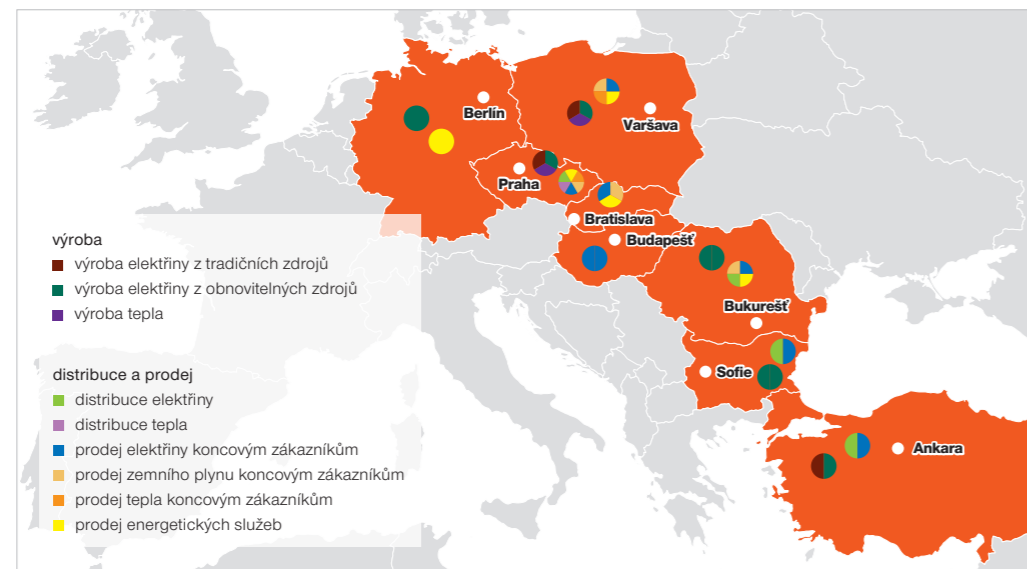 Berlín
Varšava
Praha
Bratislava
Budapešť
Bukurešť
Sofie
Ankara
výroba
výroba elektřiny z tradičních zdrojů
výroba elektřiny z obnovitelných zdrojů
výroba tepla
distribuce a prodej
distribuce elektřiny
distribuce tepla
prodej elektřiny koncovým zákazníkům
prodej zemního plynu koncovým zákazníkům
prodej tepla koncovým zákazníkům
prodej energetických služeb